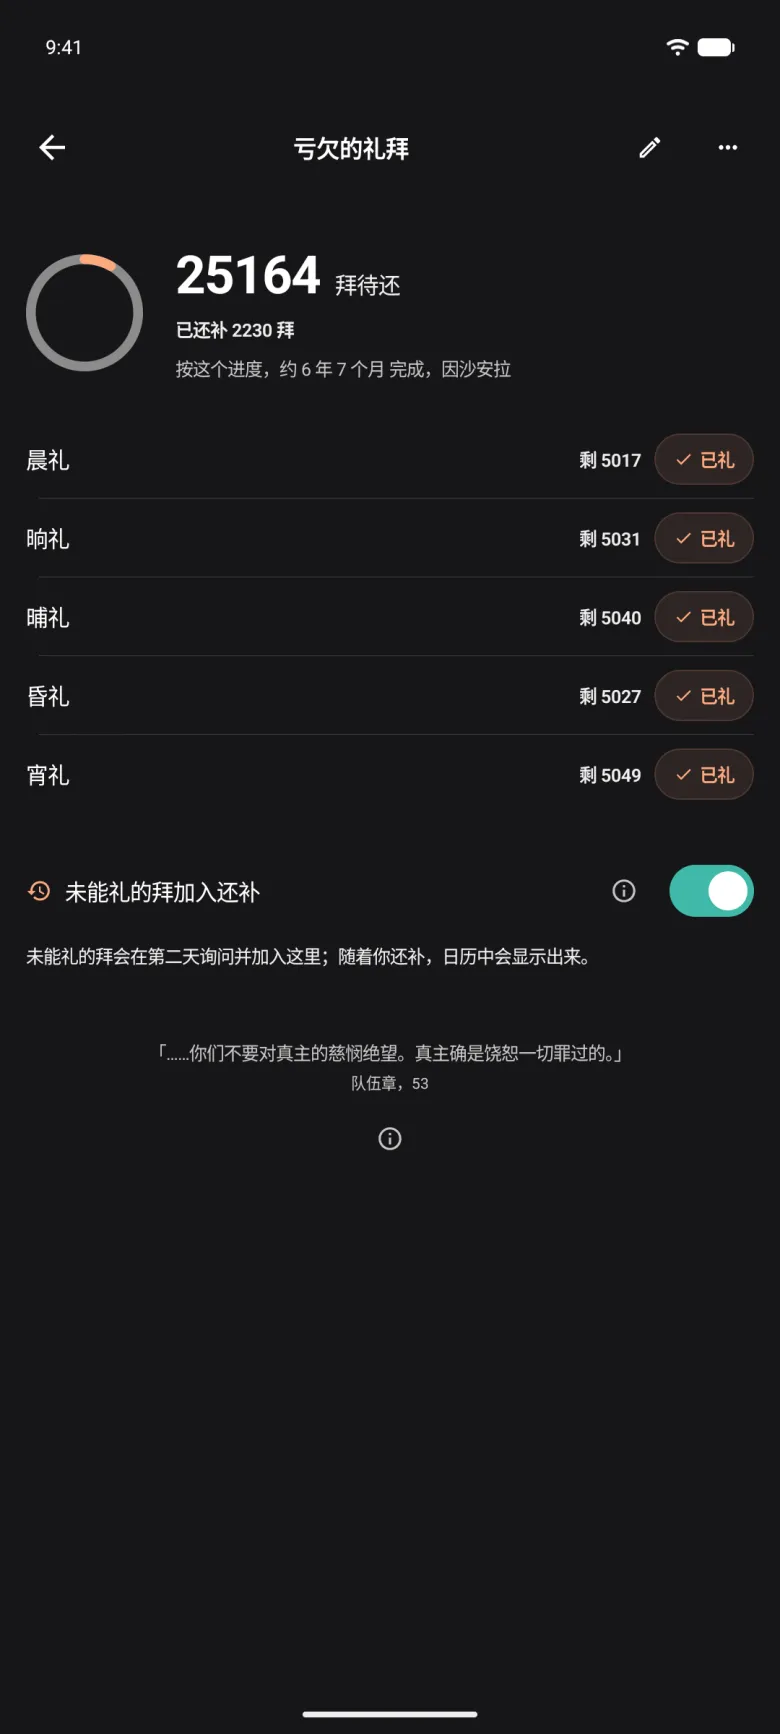 9:41
亏欠的礼拜
25164 拜待还
已还补 2230 拜
按这个进度，约 6 年 7 个月 完成，因沙安拉
晨礼 剩 5017 已礼
晌礼 剩 5031 已礼
晡礼 剩 5040 已礼
昏礼 剩 5027 已礼
宵礼 剩 5049 已礼
未能礼的拜加入还补
未能礼的拜会在第二天询问并加入这里；随着你还补，日历中会显示出来。
「……你们不要对真主的慈悯绝望。真主确是饶恕一切罪过的。」
队伍章，53